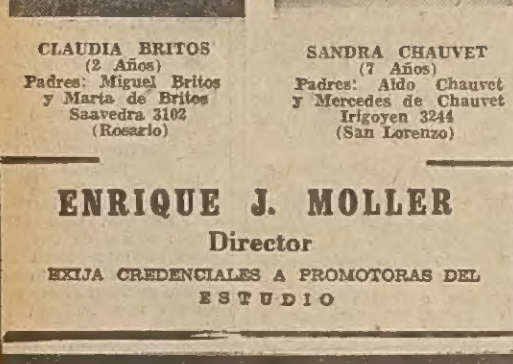 CLAUDIA BRITOS
(2 Años)
Padres: Miguel Britos
y Marta de Britos
Saavedra 3102
(Rosario)
SANDRA CHAUVET
(7 Años)
Padres: Aldo Chauvet
y Mercedes de Chauvet
Irigoyen 3244
(San Lorenzo)
ENRIQUE J. MOLLER
Director
EXIJA CREDENCIALES A PROMOTORAS DEL
ESTUDIO